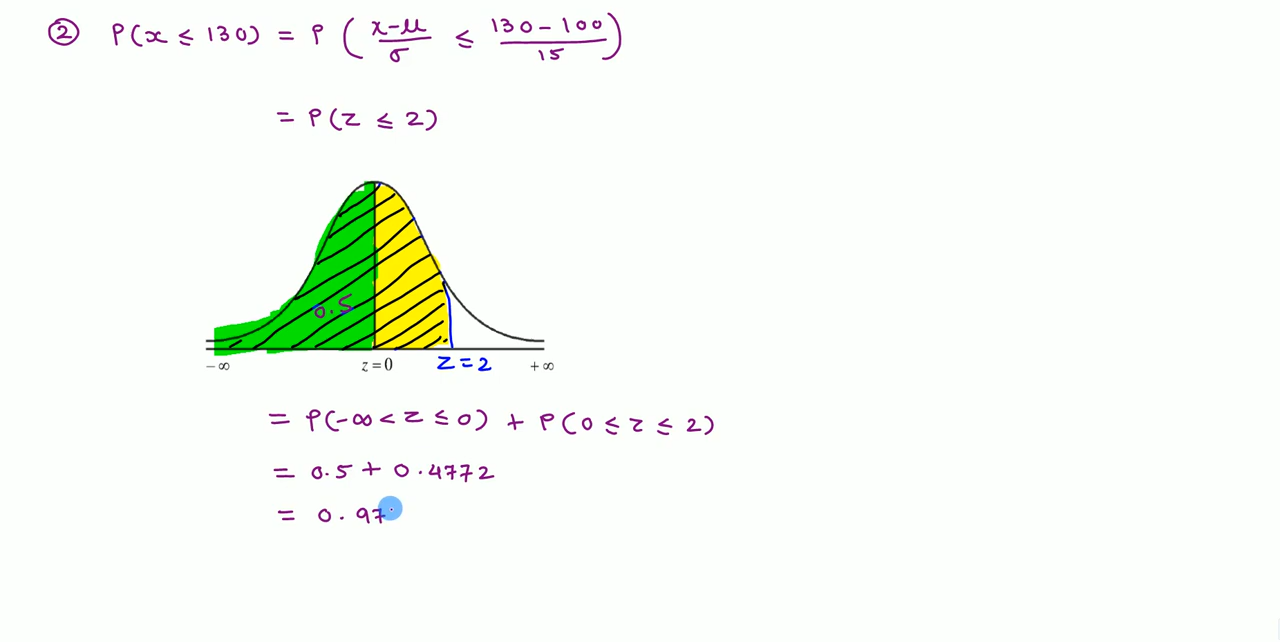 ② P(x ≤ 130) = P(x-μ/σ ≤ 130-100/15)
= P(Z ≤ 2)
0.5
-∞ z=0 Z=2 +∞
= P(-∞ < z ≤ 0) + P(0 ≤ z ≤ 2)
= 0.5 + 0.4772
= 0.97